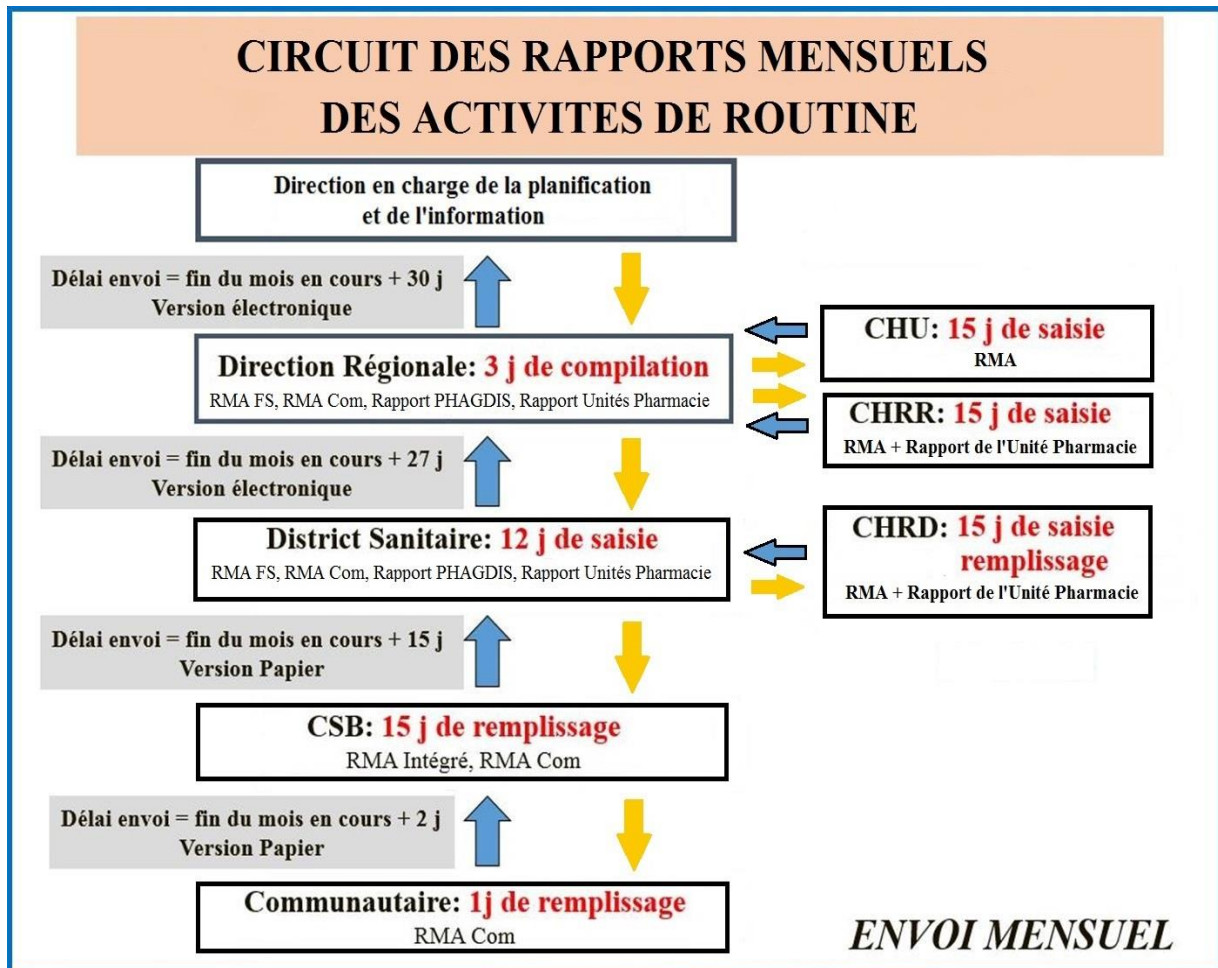 CIRCUIT DES RAPPORTS MENSUELS
DES ACTIVITES DE ROUTINE
Direction en charge de la planification
et de l'information
Délai envoi = fin du mois en cours + 30 j
Version électronique
CHU: 15 j de saisie
RMA
Direction Régionale: 3 j de compilation
RMA FS, RMA Com, Rapport PHAGDIS, Rapport Unités Pharmacie
CHRR: 15 j de saisie
RMA + Rapport de l'Unité Pharmacie
Délai envoi = fin du mois en cours + 27 j
Version électronique
District Sanitaire: 12 j de saisie
RMA FS, RMA Com, Rapport PHAGDIS, Rapport Unités Pharmacie
CHRD: 15 j de saisie
remplissage
RMA + Rapport de l'Unité Pharmacie
Délai envoi = fin du mois en cours + 15 j
Version Papier
CSB: 15 j de remplissage
RMA Intégré, RMA Com
Délai envoi = fin du mois en cours + 2 j
Version Papier
Communautaire: 1j de remplissage
RMA Com
ENVOI MENSUEL